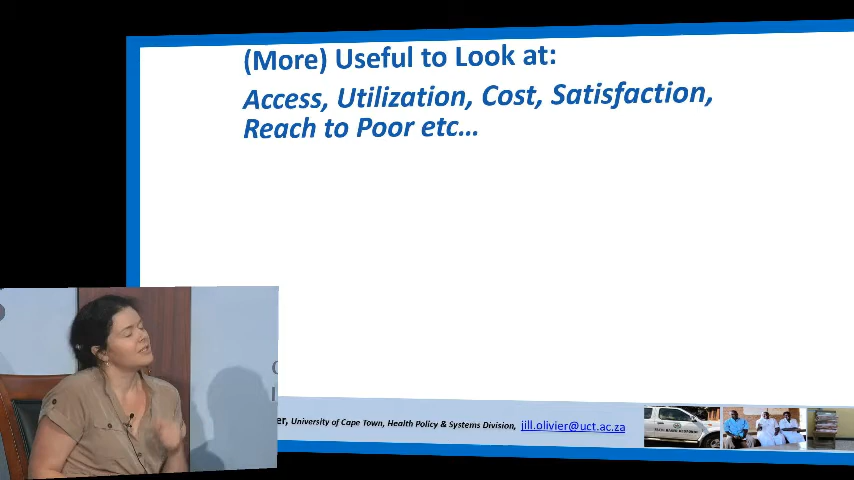 (More) Useful to Look at:
Access, Utilization, Cost, Satisfaction,
Reach to Poor etc...
er, University of Cape Town, Health Policy & Systems Division, jill.olivier@uct.ac.za